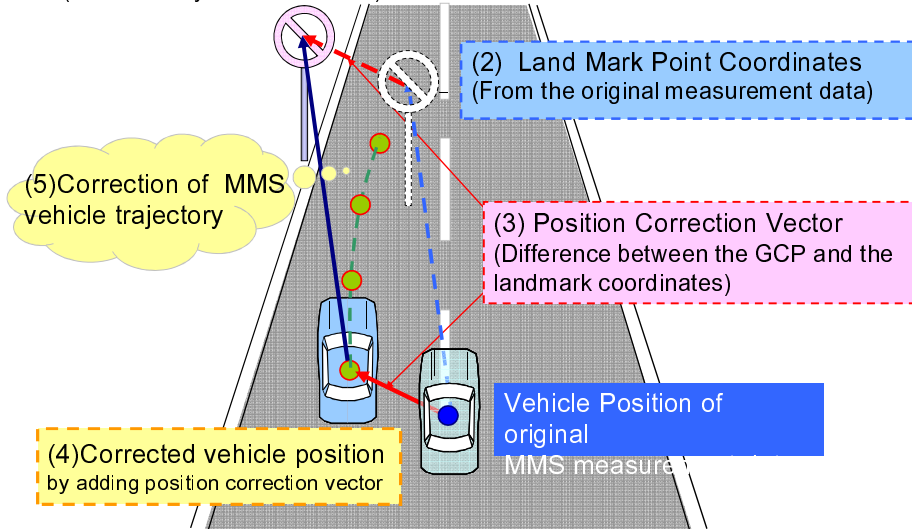 (2) Land Mark Point Coordinates
(From the original measurement data)
(5)Correction of MMS
vehicle trajectory
(3) Position Correction Vector
(Difference between the GCP and the
landmark coordinates)
Vehicle Position of
original
MMS measurement
(4)Corrected vehicle position
by adding position correction vector